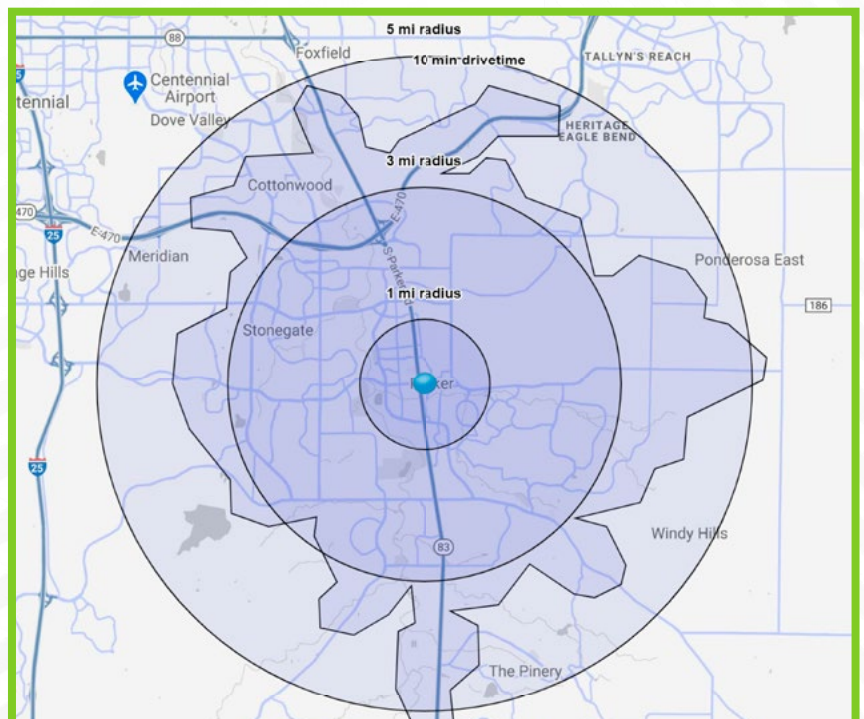 5 mi radius
88
Foxfield
10 min drivetime
TALLYN'S REACH
Centennial
Airport
tennial
Dove Valley
HERITAGE
EAGLE BEND
3 mi radius
Cottonwood
470
E-470
25
E-470
Meridian
S Parker Rd
Ponderosa East
ge Hills
1 mi radius
186
Stonegate
25
83
Windy Hills
The Pinery